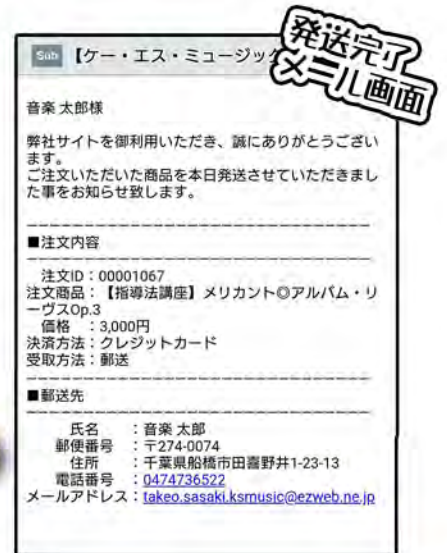 発送完了
メール画面
Sub 【ケー・エス・ミュージック
音楽 太郎様
弊社サイトを御利用いただき、誠にありがとうござい
ます。
ご注文いただいた商品を本日発送させていただきまし
た事をお知らせ致します。
■注文内容
注文ID：00001067
注文商品：【指導法講座】メリカント◎アルバム・リ
ーヴスOp.3
価格 ：3,000円
決済方法：クレジットカード
受取方法：郵送
■郵送先
氏名 ：音楽 太郎
郵便番号 ：〒274-0074
住所 ：千葉県船橋市田喜野井1-23-13
電話番号 ：0474736522
メールアドレス：takeo.sasaki.ksmusic@ezweb.ne.jp